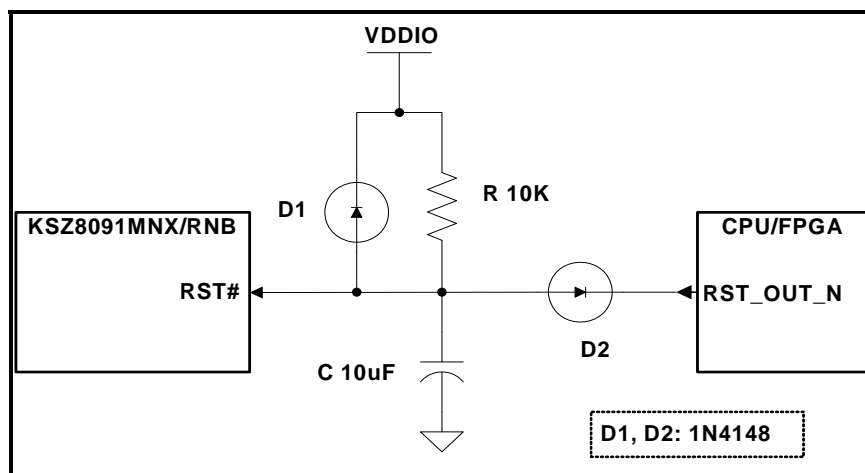 VDDIO
D1
R 10K
KSZ8091MNX/RNB
CPU/FPGA
RST#
RST_OUT_N
D2
C 10uF
D1, D2: 1N4148